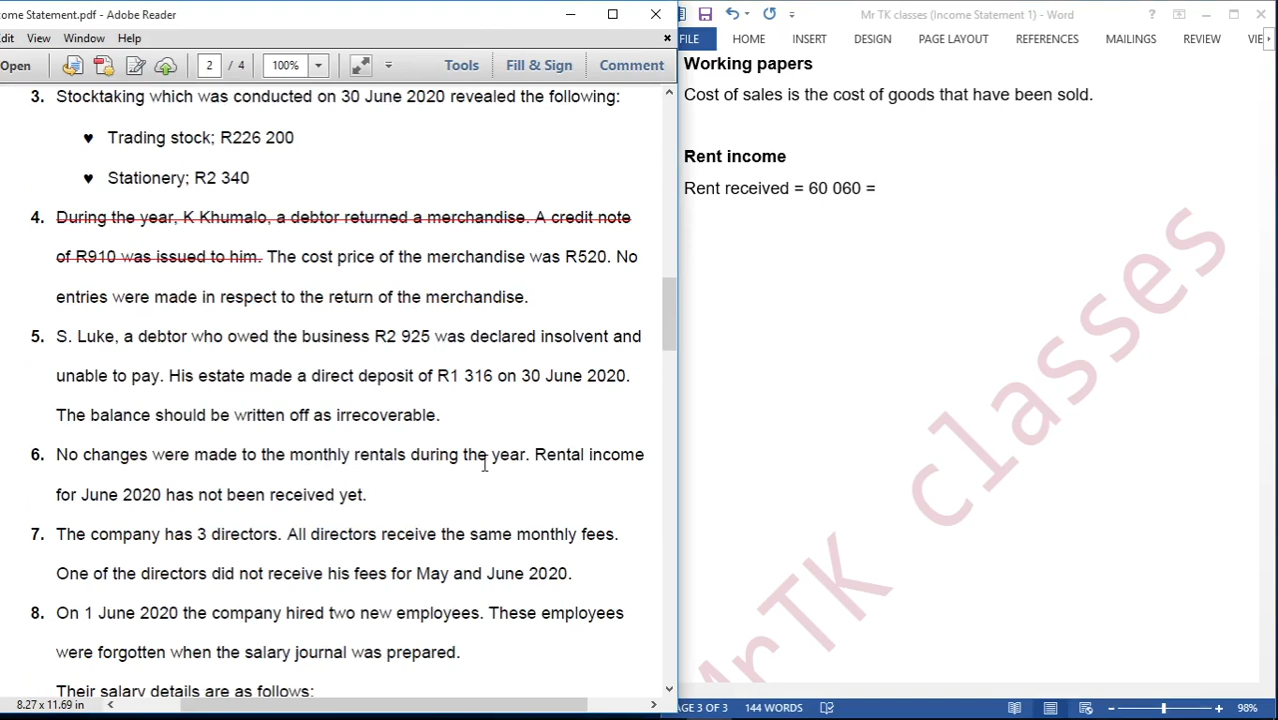 ome Statement.pdf - Adobe Reader
dit View Window Help
Open 2 / 4 100% Tools Fill & Sign Comment
3. Stocktaking which was conducted on 30 June 2020 revealed the following:
♥ Trading stock; R226 200
♥ Stationery; R2 340
4. During the year, K Khumalo, a debtor returned a merchandise. A credit note
of R910 was issued to him. The cost price of the merchandise was R520. No
entries were made in respect to the return of the merchandise.
5. S. Luke, a debtor who owed the business R2 925 was declared insolvent and
unable to pay. His estate made a direct deposit of R1 316 on 30 June 2020.
The balance should be written off as irrecoverable.
6. No changes were made to the monthly rentals during the year. Rental income
for June 2020 has not been received yet.
7. The company has 3 directors. All directors receive the same monthly fees.
One of the directors did not receive his fees for May and June 2020.
8. On 1 June 2020 the company hired two new employees. These employees
were forgotten when the salary journal was prepared.
Their salary details are as follows:
8.27 x 11.69 in
Mr TK classes (Income Statement 1) - Word
FILE HOME INSERT DESIGN PAGE LAYOUT REFERENCES MAILINGS REVIEW VIE
Working papers
Cost of sales is the cost of goods that have been sold.
Rent income
Rent received = 60 060 =
MrTK classes
PAGE 3 OF 3 144 WORDS 98%